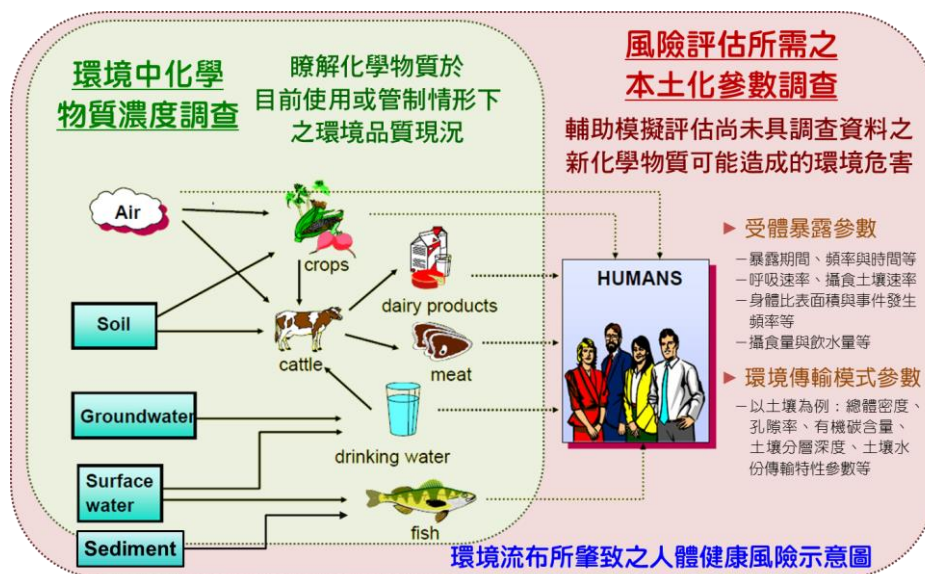 環境中化學
物質濃度調查
瞭解化學物質於
目前使用或管制情形下
之環境品質現況
風險評估所需之
本土化參數調查
輔助模擬評估尚未具調查資料之
新化學物質可能造成的環境危害
Air
crops
Soil
dairy products
cattle
meat
Groundwater
drinking water
Surface
water
fish
Sediment
HUMANS
► 受體暴露參數
－暴露期間、頻率與時間等
－呼吸速率、攝食土壤速率
－身體比表面積與事件發生
頻率等
－攝食量與飲水量等
► 環境傳輸模式參數
－以土壤為例：總體密度、
孔隙率、有機碳含量、
土壤分層深度、土壤水
份傳輸特性參數等
環境流布所肇致之人體健康風險示意圖